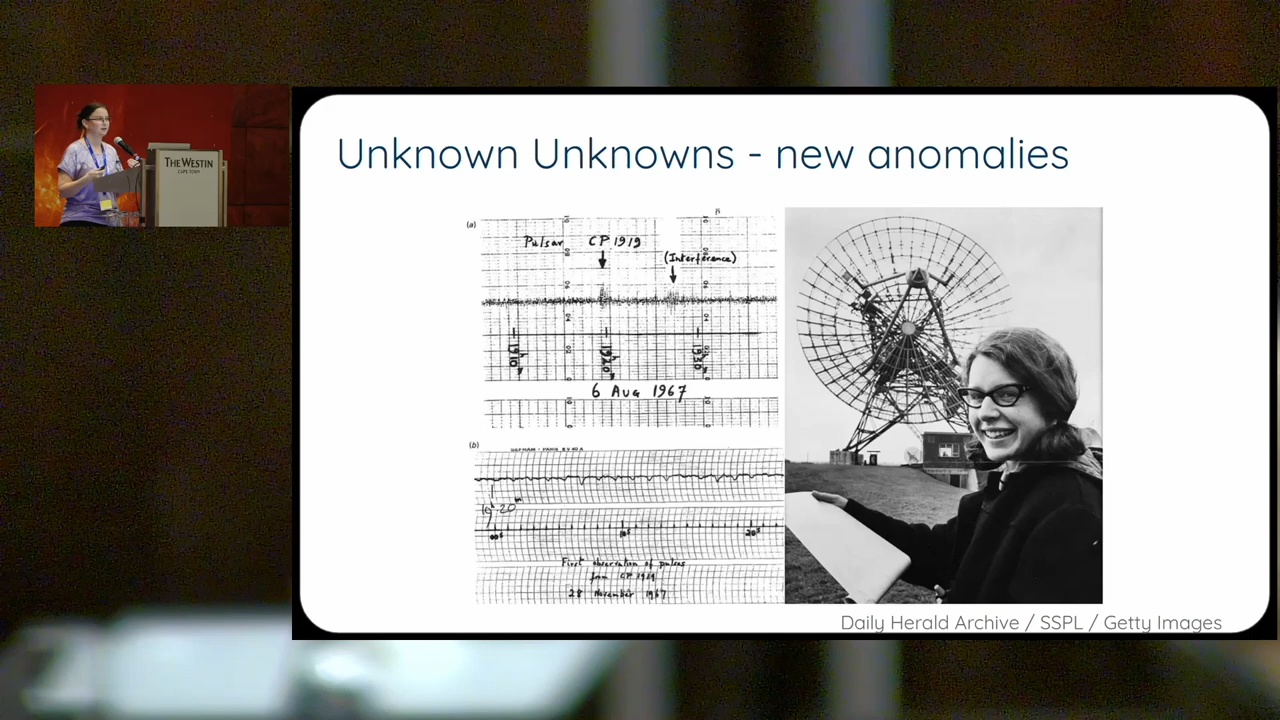 THE WESTIN
CAPE TOWN
Unknown Unknowns - new anomalies
(a)
Pulsar CP 1919
(Interference)
6 Aug 1967
(b)
First observation of pulses
from CP 1919
28 November 1967
Daily Herald Archive / SSPL / Getty Images